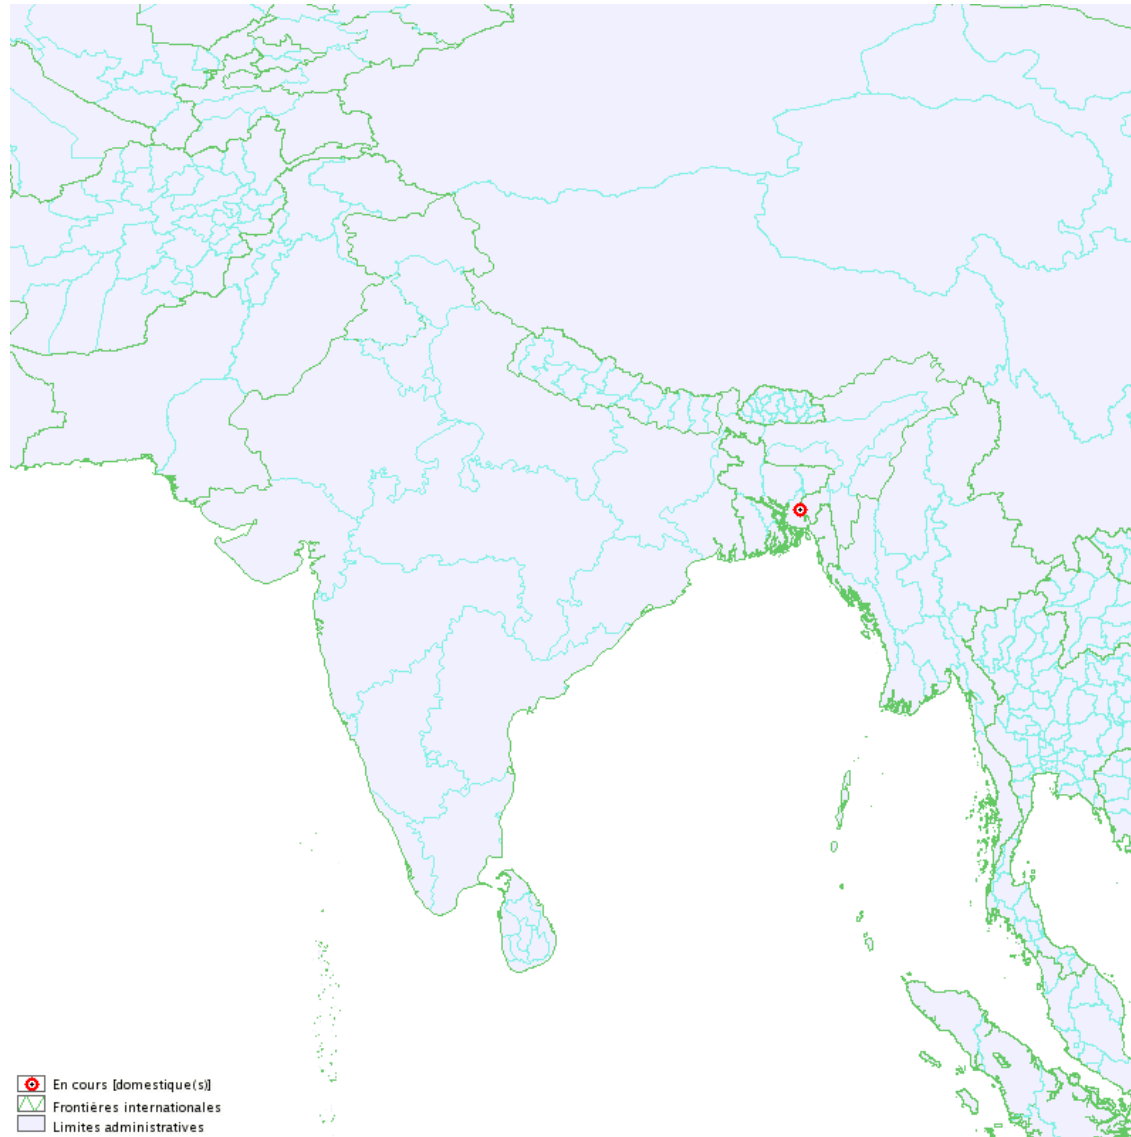 En cours [domestique(s)]
Frontières internationales
Limites administratives